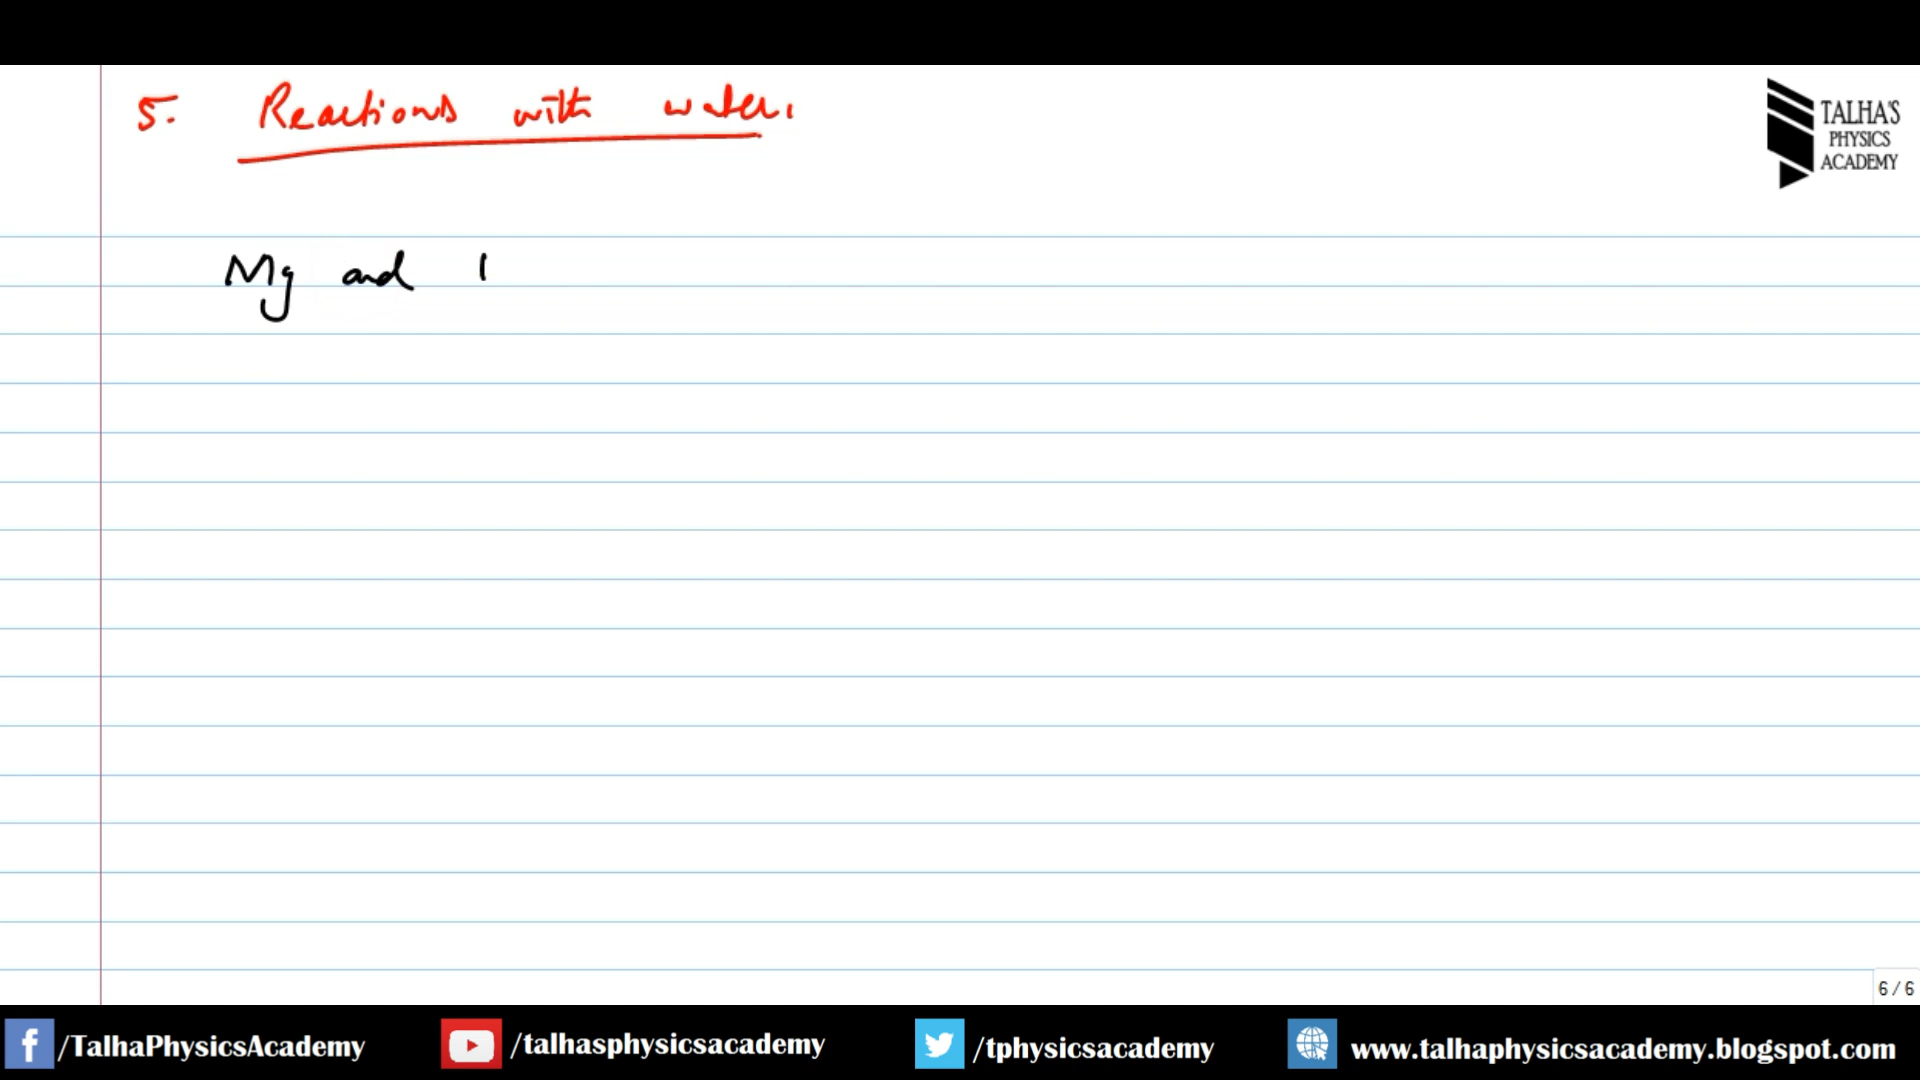 5. Reactions with water.
TALHA'S
PHYSICS
ACADEMY
Mg and
6/6
/TalhaPhysicsAcademy
/talhasphysicsacademy
/tphysicsacademy
www.talhaphysicsacademy.blogspot.com